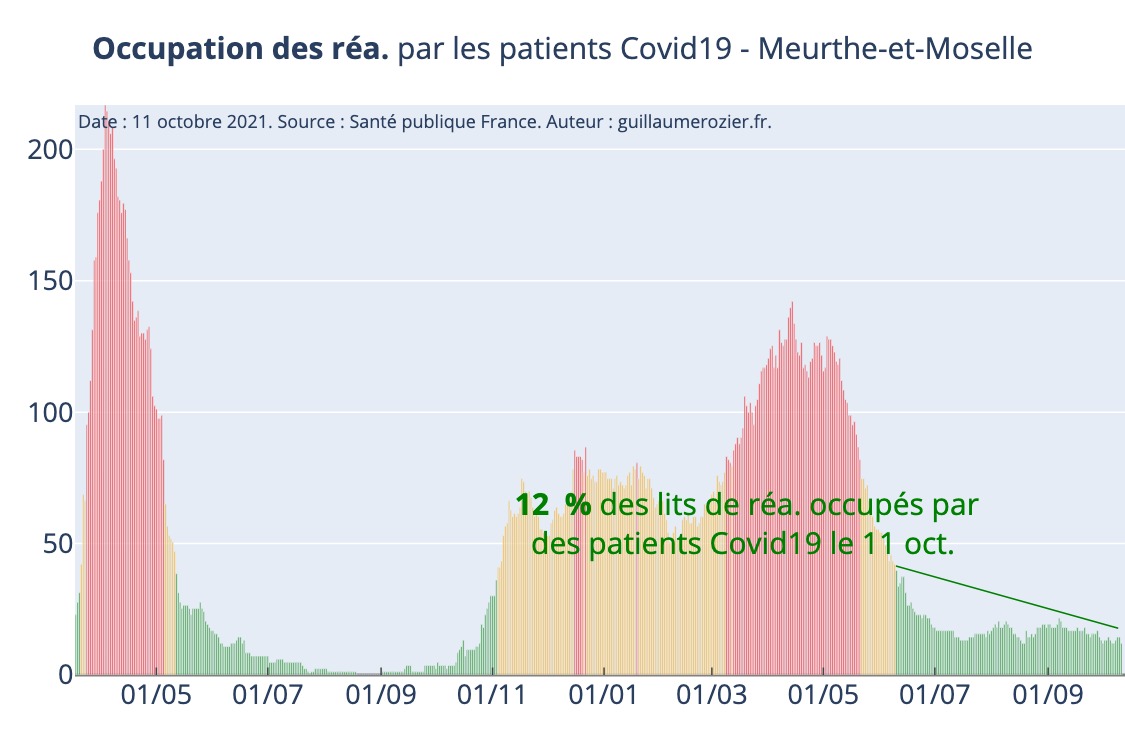 Occupation des réa. par les patients Covid19 - Meurthe-et-Moselle
Date : 11 octobre 2021. Source : Santé publique France. Auteur : guillaumerozier.fr.
200
150
100
50
0
12 % des lits de réa. occupés par
des patients Covid19 le 11 oct.
01/05 01/07 01/09 01/11 01/01 01/03 01/05 01/07 01/09